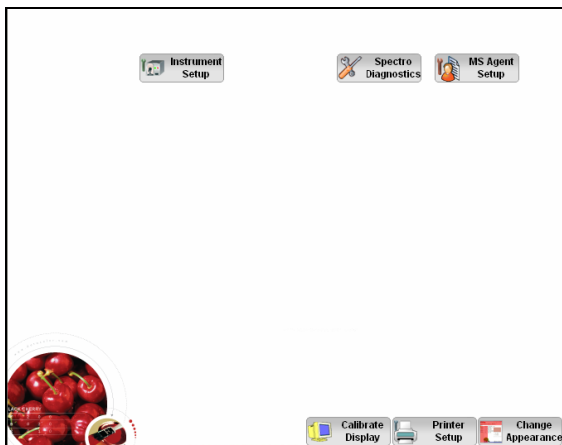 Instrument
Setup
Spectro
Diagnostics
MS Agent
Setup
Calibrate
Display
Printer
Setup
Change
Appearance